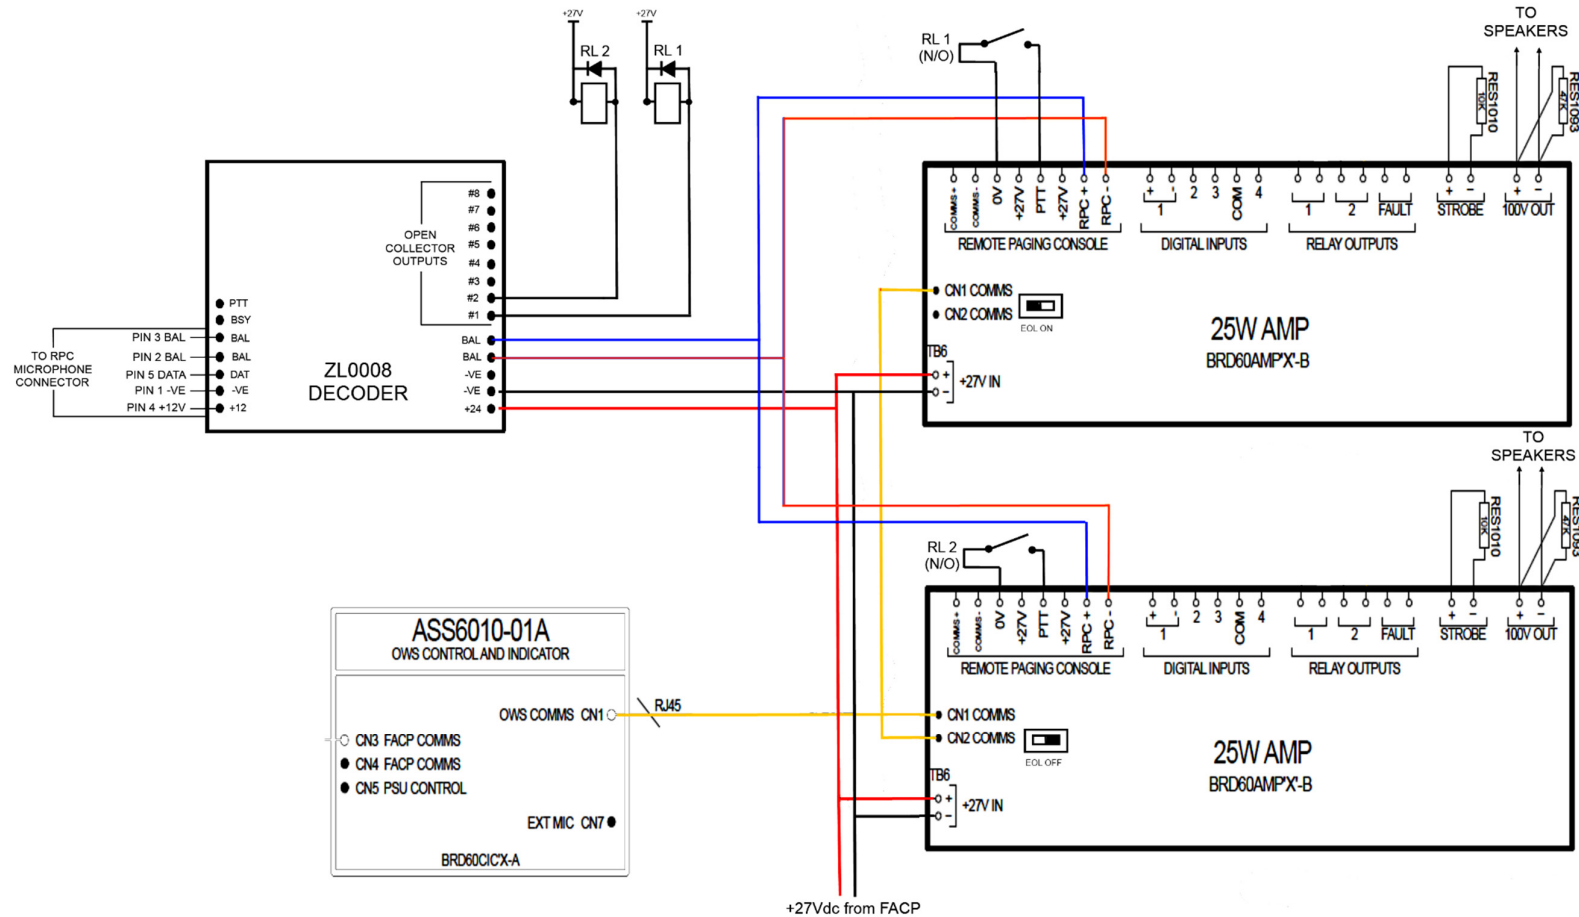 +27V
+27V
RL 2
RL 1
RL 1
(N/O)
TO
SPEAKERS
RES1010
10K
RES1093
47K
#8
#7
#6
#5
#4
#3
#2
#1
OPEN
COLLECTOR
OUTPUTS
PTT
BSY
BAL
BAL
DAT
-VE
+12
PIN 3 BAL
PIN 2 BAL
PIN 5 DATA
PIN 1 -VE
PIN 4 +12V
TO RPC
MICROPHONE
CONNECTOR
ZL0008
DECODER
BAL
BAL
-VE
-VE
+24
COMMS +
COMMS -
0V
+27V
PTT
+27V
RPC +
RPC -
REMOTE PAGING CONSOLE
+ -
1
2
3
COM
4
DIGITAL INPUTS
1
2
FAULT
RELAY OUTPUTS
+ -
STROBE
+ -
100V OUT
CN1 COMMS
CN2 COMMS
EOL ON
TB6
+
-
+27V IN
25W AMP
BRD60AMP'X'-B
TO
SPEAKERS
RES1010
10K
RES1093
47K
RL 2
(N/O)
COMMS +
COMMS -
0V
+27V
PTT
+27V
RPC +
RPC -
REMOTE PAGING CONSOLE
+ -
1
2
3
COM
4
DIGITAL INPUTS
1
2
FAULT
RELAY OUTPUTS
+ -
STROBE
+ -
100V OUT
CN1 COMMS
CN2 COMMS
EOL OFF
TB6
+
-
+27V IN
25W AMP
BRD60AMP'X'-B
ASS6010-01A
OWS CONTROL AND INDICATOR
OWS COMMS CN1
RJ45
CN3 FACP COMMS
CN4 FACP COMMS
CN5 PSU CONTROL
EXT MIC CN7
BRD60CIC'X-A
+27Vdc from FACP